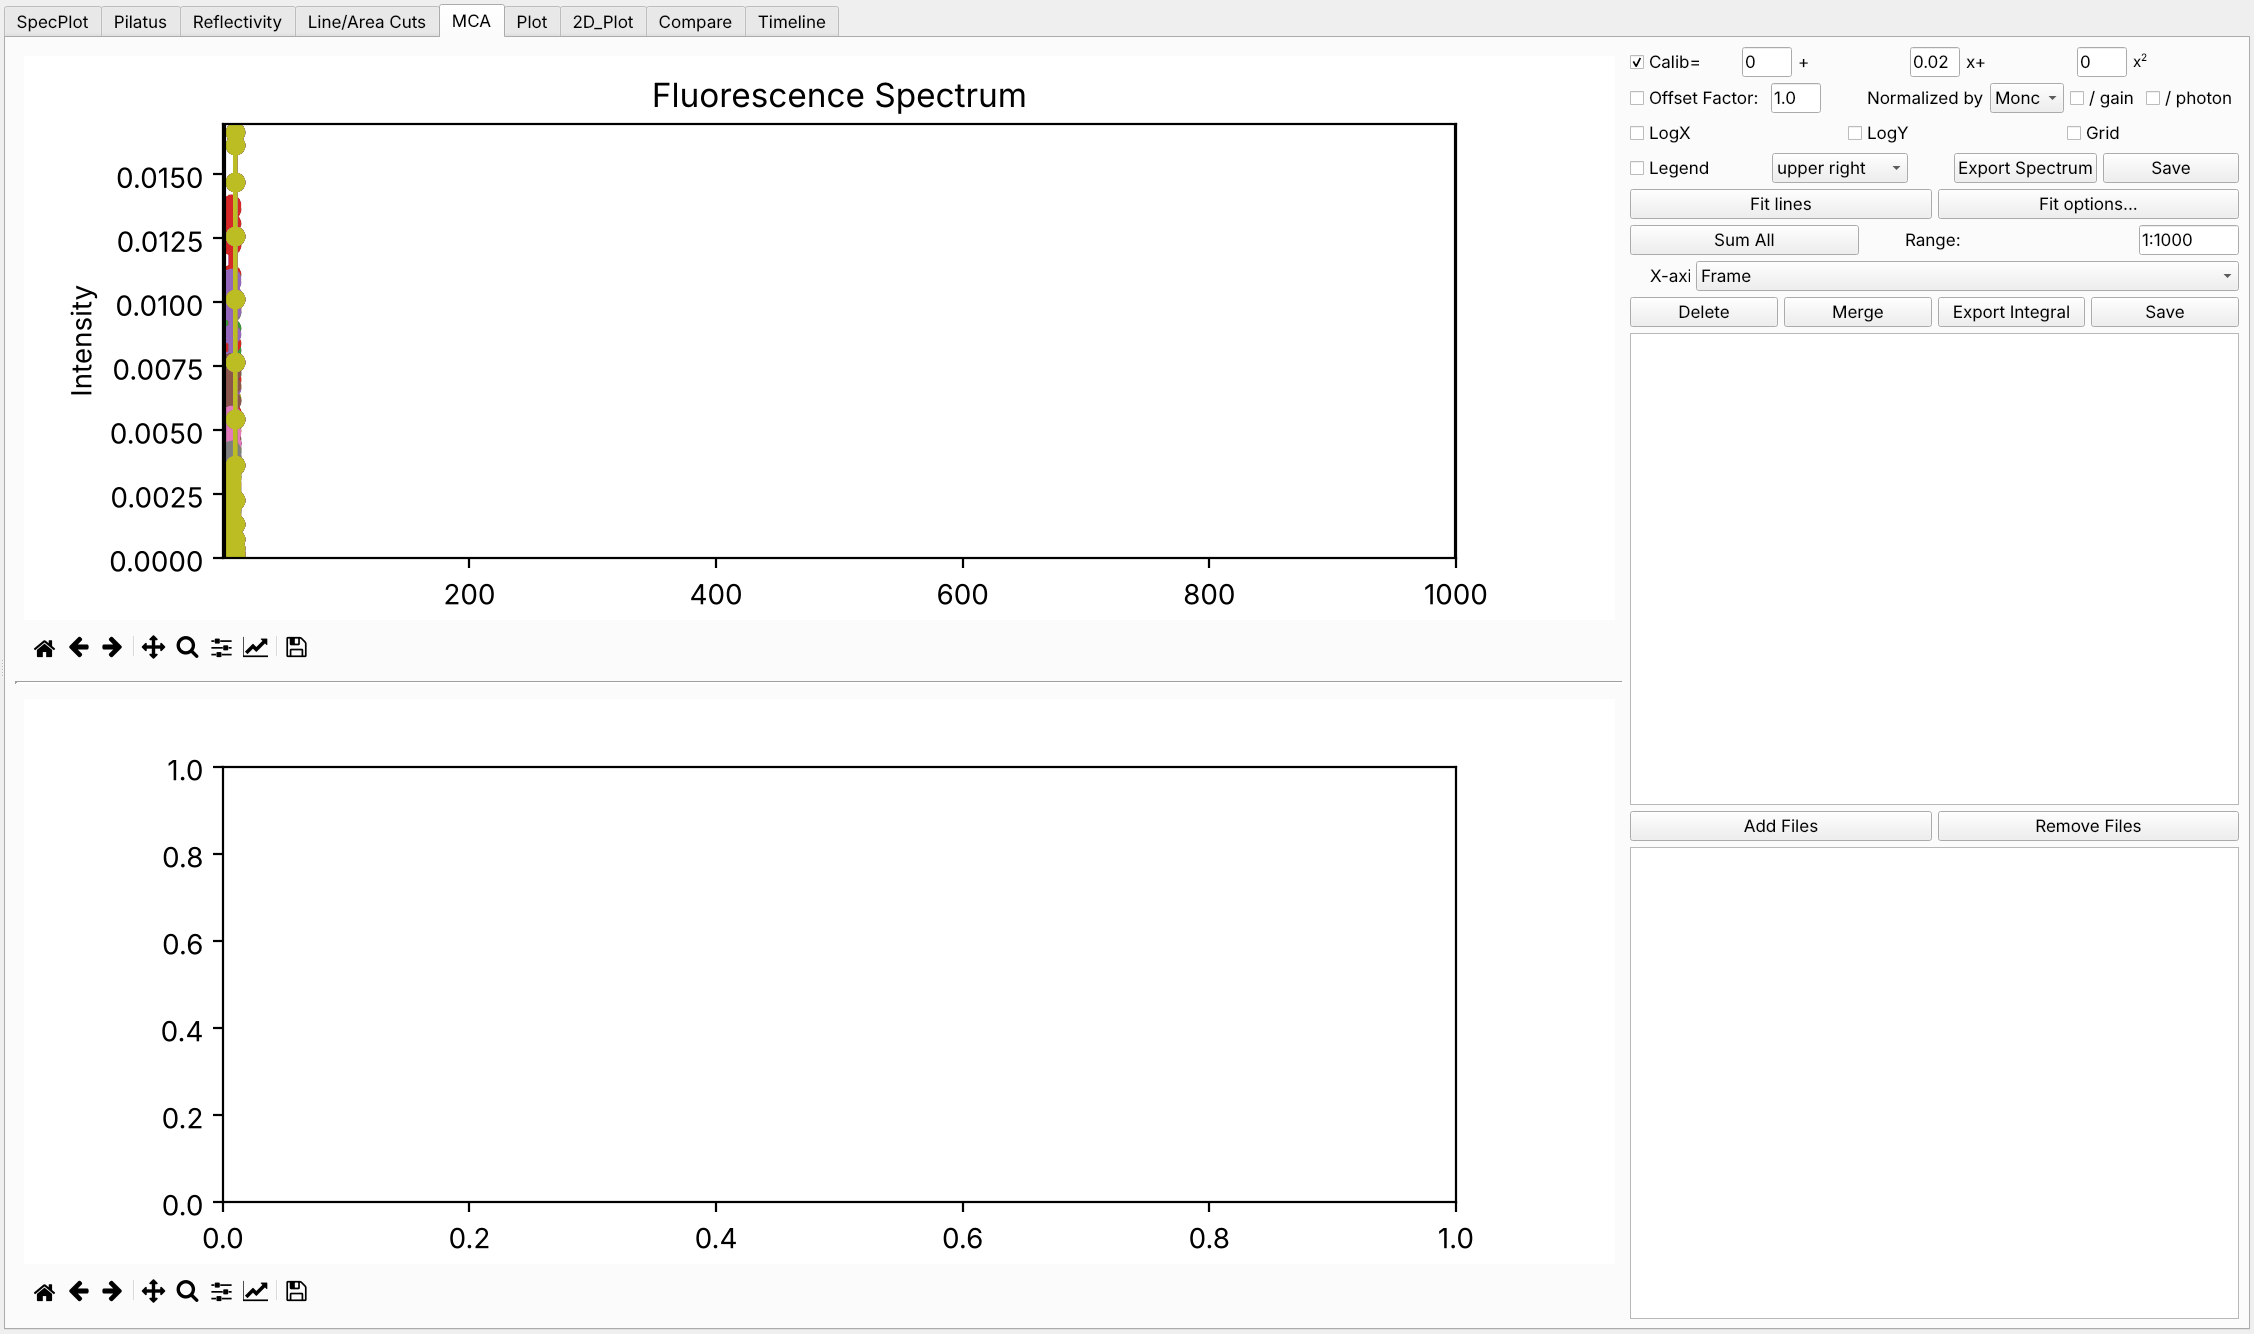 SpecPlot Pilatus Reflectivity Line/Area Cuts MCA Plot 2D_Plot Compare Timeline
Fluorescence Spectrum
Intensity
0.0150
0.0125
0.0100
0.0075
0.0050
0.0025
0.0000
200 400 600 800 1000
1.0
0.8
0.6
0.4
0.2
0.0
0.0 0.2 0.4 0.6 0.8 1.0
Calib= 0 + 0.02 x+ 0 x²
Offset Factor: 1.0 Normalized by Monc / gain / photon
LogX LogY Grid
Legend upper right Export Spectrum Save
Fit lines Fit options...
Sum All Range: 1:1000
X-axi Frame
Delete Merge Export Integral Save
Add Files Remove Files